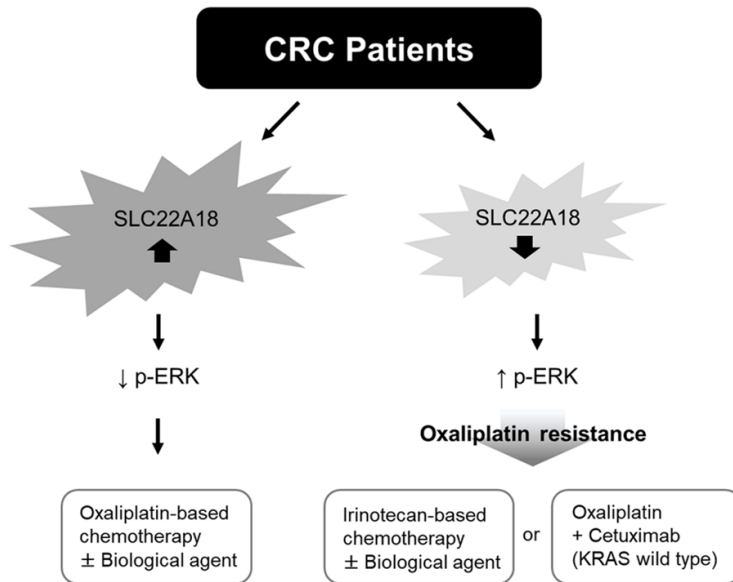 CRC Patients
SLC22A18
SLC22A18
↓ p-ERK
↑ p-ERK
Oxaliplatin resistance
Oxaliplatin-based
chemotherapy
± Biological agent
Irinotecan-based
chemotherapy
± Biological agent
or
Oxaliplatin
+ Cetuximab
(KRAS wild type)